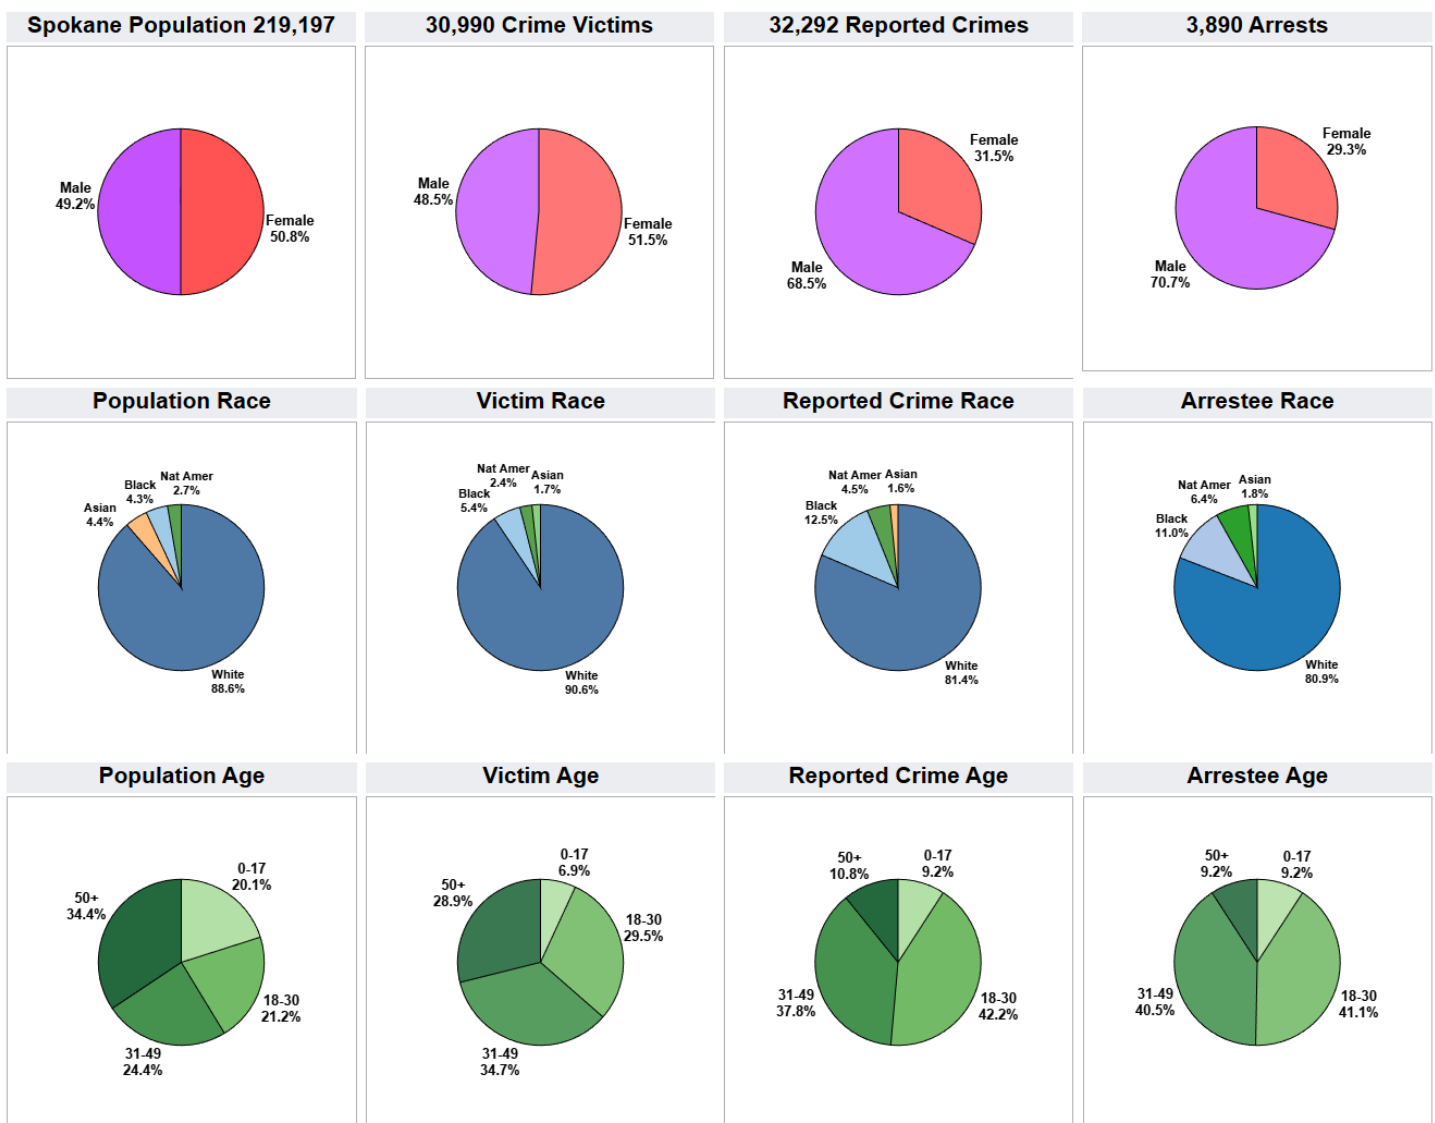 Spokane Population 219,197
30,990 Crime Victims
32,292 Reported Crimes
3,890 Arrests
Male
49.2%
Female
50.8%
Male
48.5%
Female
51.5%
Female
31.5%
Male
68.5%
Female
29.3%
Male
70.7%
Population Race
Victim Race
Reported Crime Race
Arrestee Race
Asian
4.4%
Black
4.3%
Nat Amer
2.7%
White
88.6%
Black
5.4%
Nat Amer
2.4%
Asian
1.7%
White
90.6%
Black
12.5%
Nat Amer
4.5%
Asian
1.6%
White
81.4%
Black
11.0%
Nat Amer
6.4%
Asian
1.8%
White
80.9%
Population Age
Victim Age
Reported Crime Age
Arrestee Age
50+
34.4%
0-17
20.1%
18-30
21.2%
31-49
24.4%
50+
28.9%
0-17
6.9%
18-30
29.5%
31-49
34.7%
50+
10.8%
0-17
9.2%
31-49
37.8%
18-30
42.2%
50+
9.2%
0-17
9.2%
31-49
40.5%
18-30
41.1%